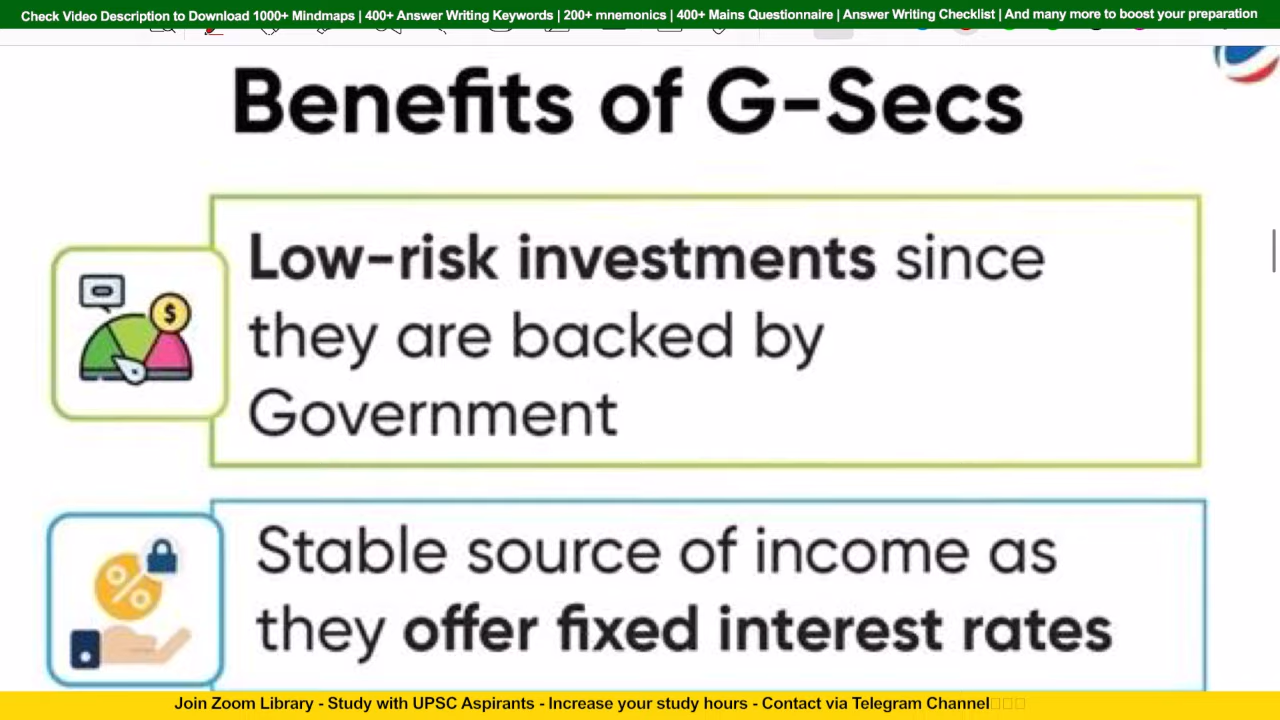 Check Video Description to Download 1000+ Mindmaps | 400+ Answer Writing Keywords | 200+ mnemonics | 400+ Mains Questionnaire | Answer Writing Checklist | And many more to boost your preparation
Benefits of G-Secs
Low-risk investments since
they are backed by
Government
$
Stable source of income as
they offer fixed interest rates
%
Join Zoom Library - Study with UPSC Aspirants - Increase your study hours - Contact via Telegram Channel